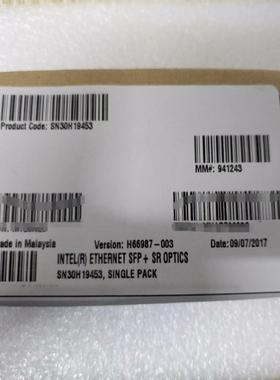 Product Code: SN30H19453
MM#: 941243
ade in Malaysia Version: H66987-003 Date: 09/07/2017
INTEL(R) ETHERNET SFP+ SR OPTICS
SN30H19453, SINGLE PACK